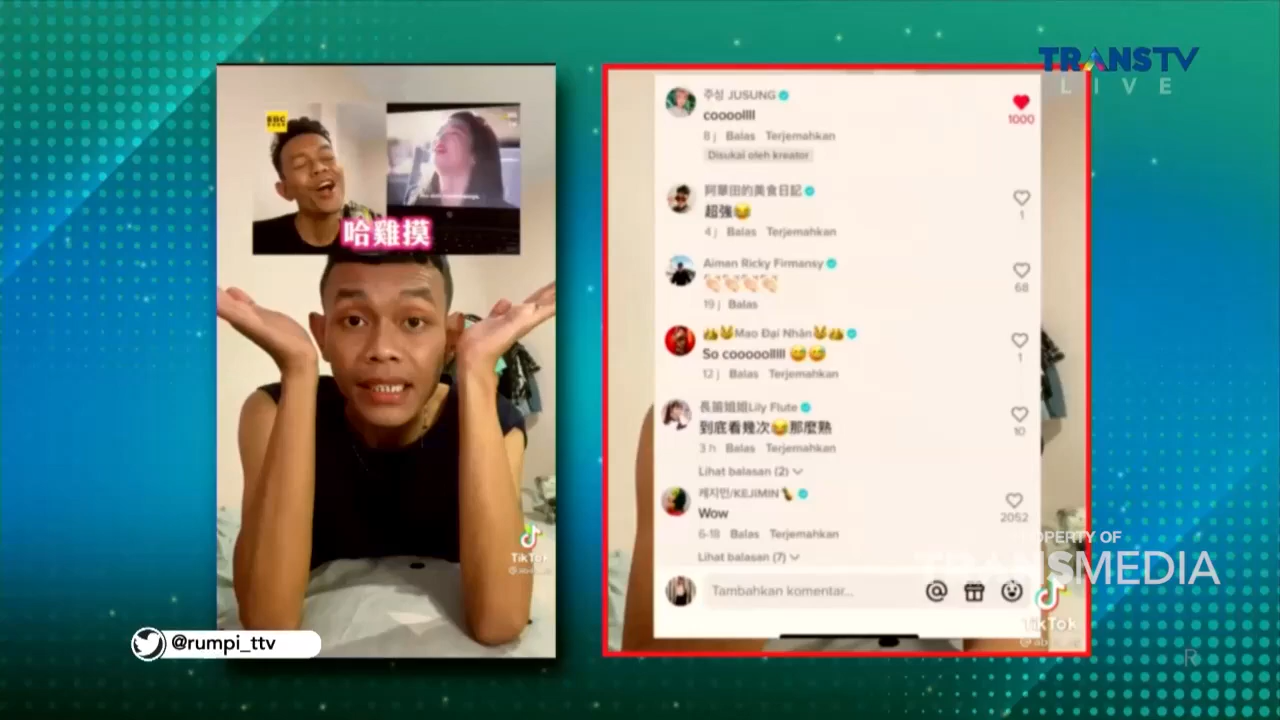 TRANSTV
LIVE
EBC
哈雞摸
TikTok
@rumpi_ttv
주성 JUSUNG
1000
coooollll
8 j Balas Terjemahkan
Disukai oleh kreator
阿華田的美食日記
超強😂
1
4 j Balas Terjemahkan
Aiman Ricky Firmansy
👏🏻👏🏻👏🏻👏🏻
68
19 j Balas
Mao Đại Nhân
So cooooollllll 😅😅
1
12 j Balas Terjemahkan
長笛姐姐Lily Flute
到底看幾次😂那麼熟
10
3 h Balas Terjemahkan
Lihat balasan (2)
케지민/KEJIMIN
Wow
2052
6-18 Balas Terjemahkan
Lihat balasan (7)
Tambahkan komentar...
PROPERTY OF
TRANSMEDIA
TikTok
R